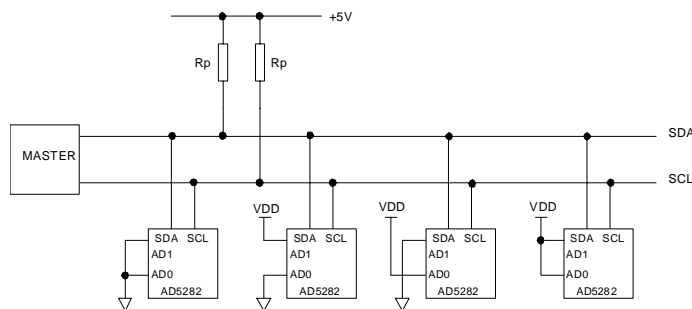 +5V
Rp Rp
SDA
MASTER
SCL
VDD VDD VDD
SDA SCL SDA SCL SDA SCL SDA SCL
AD1 AD1 AD1 AD1
AD0 AD0 AD0 AD0
AD5282 AD5282 AD5282 AD5282